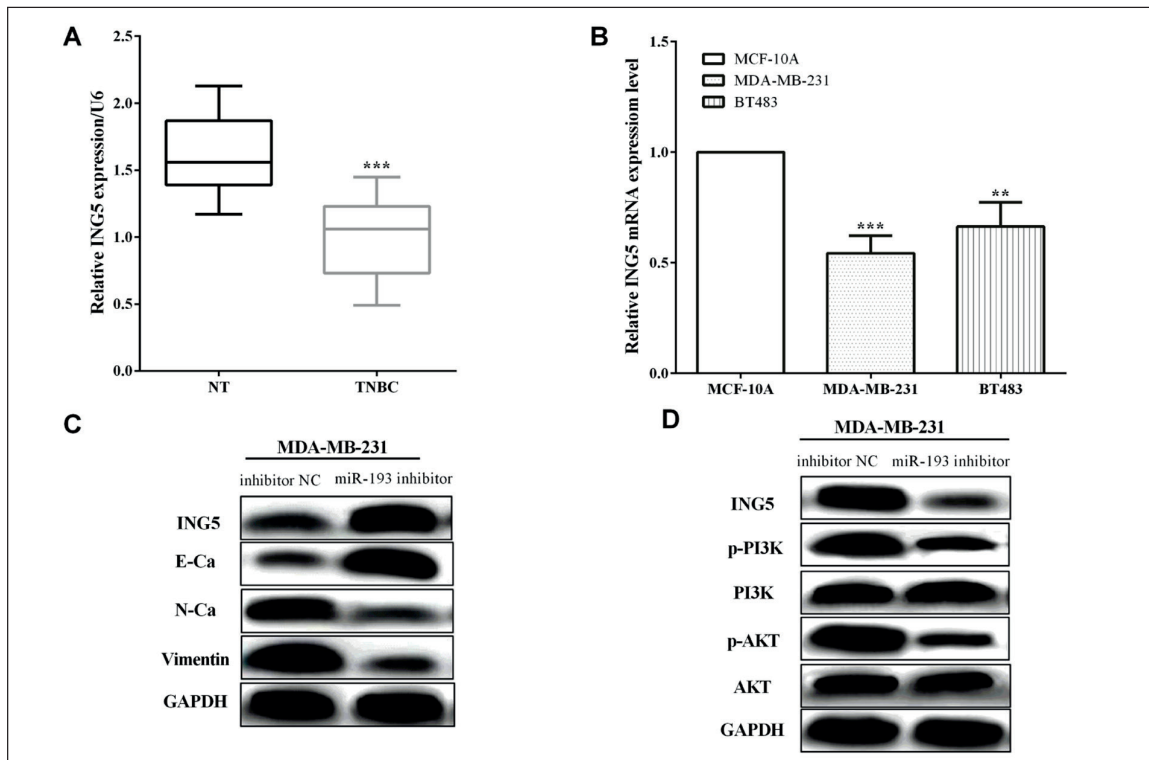 A
Relative ING5 expression/U6
2.5
2.0
1.5
1.0
0.5
0.0
***
NT TNBC
B
Relative ING5 mRNA expressiom level
1.5
1.0
0.5
0.0
MCF-10A
MDA-MB-231
BT483
***
**
MCF-10A MDA-MB-231 BT483
C
MDA-MB-231
inhibitor NC miR-193 inhibitor
ING5
E-Ca
N-Ca
Vimentin
GAPDH
D
MDA-MB-231
inhibitor NC miR-193 inhibitor
ING5
p-PI3K
PI3K
p-AKT
AKT
GAPDH